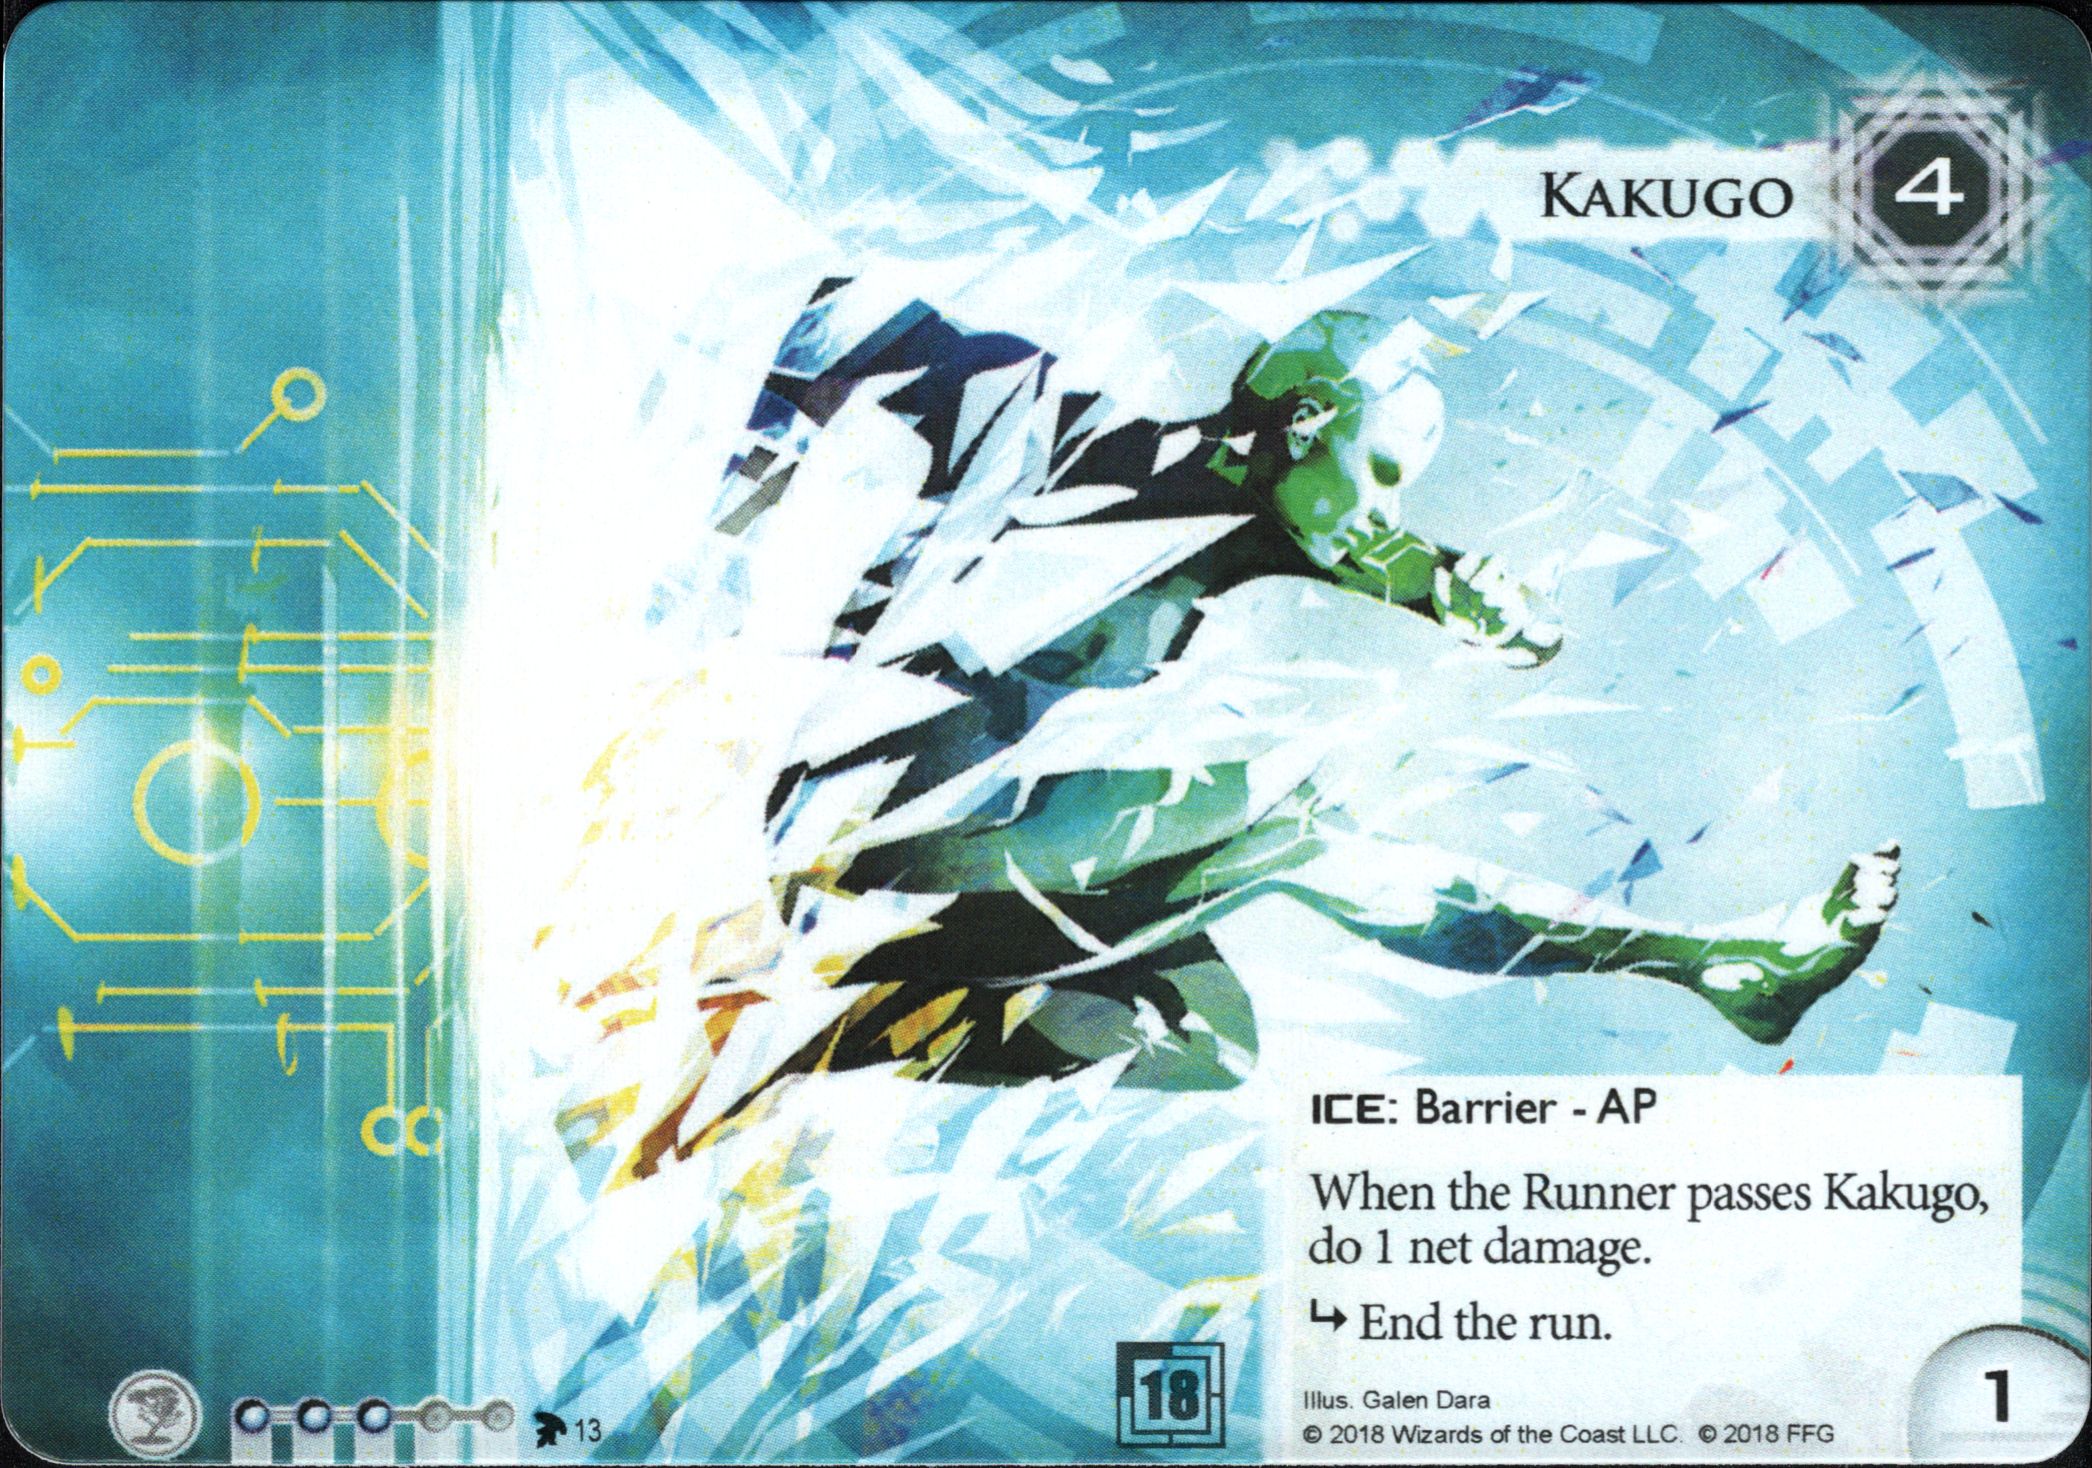 KAKUGO
4
ICE: Barrier - AP
When the Runner passes Kakugo,
do 1 net damage.
↳ End the run.
1
18
Illus. Galen Dara
© 2018 Wizards of the Coast LLC. © 2018 FFG
13